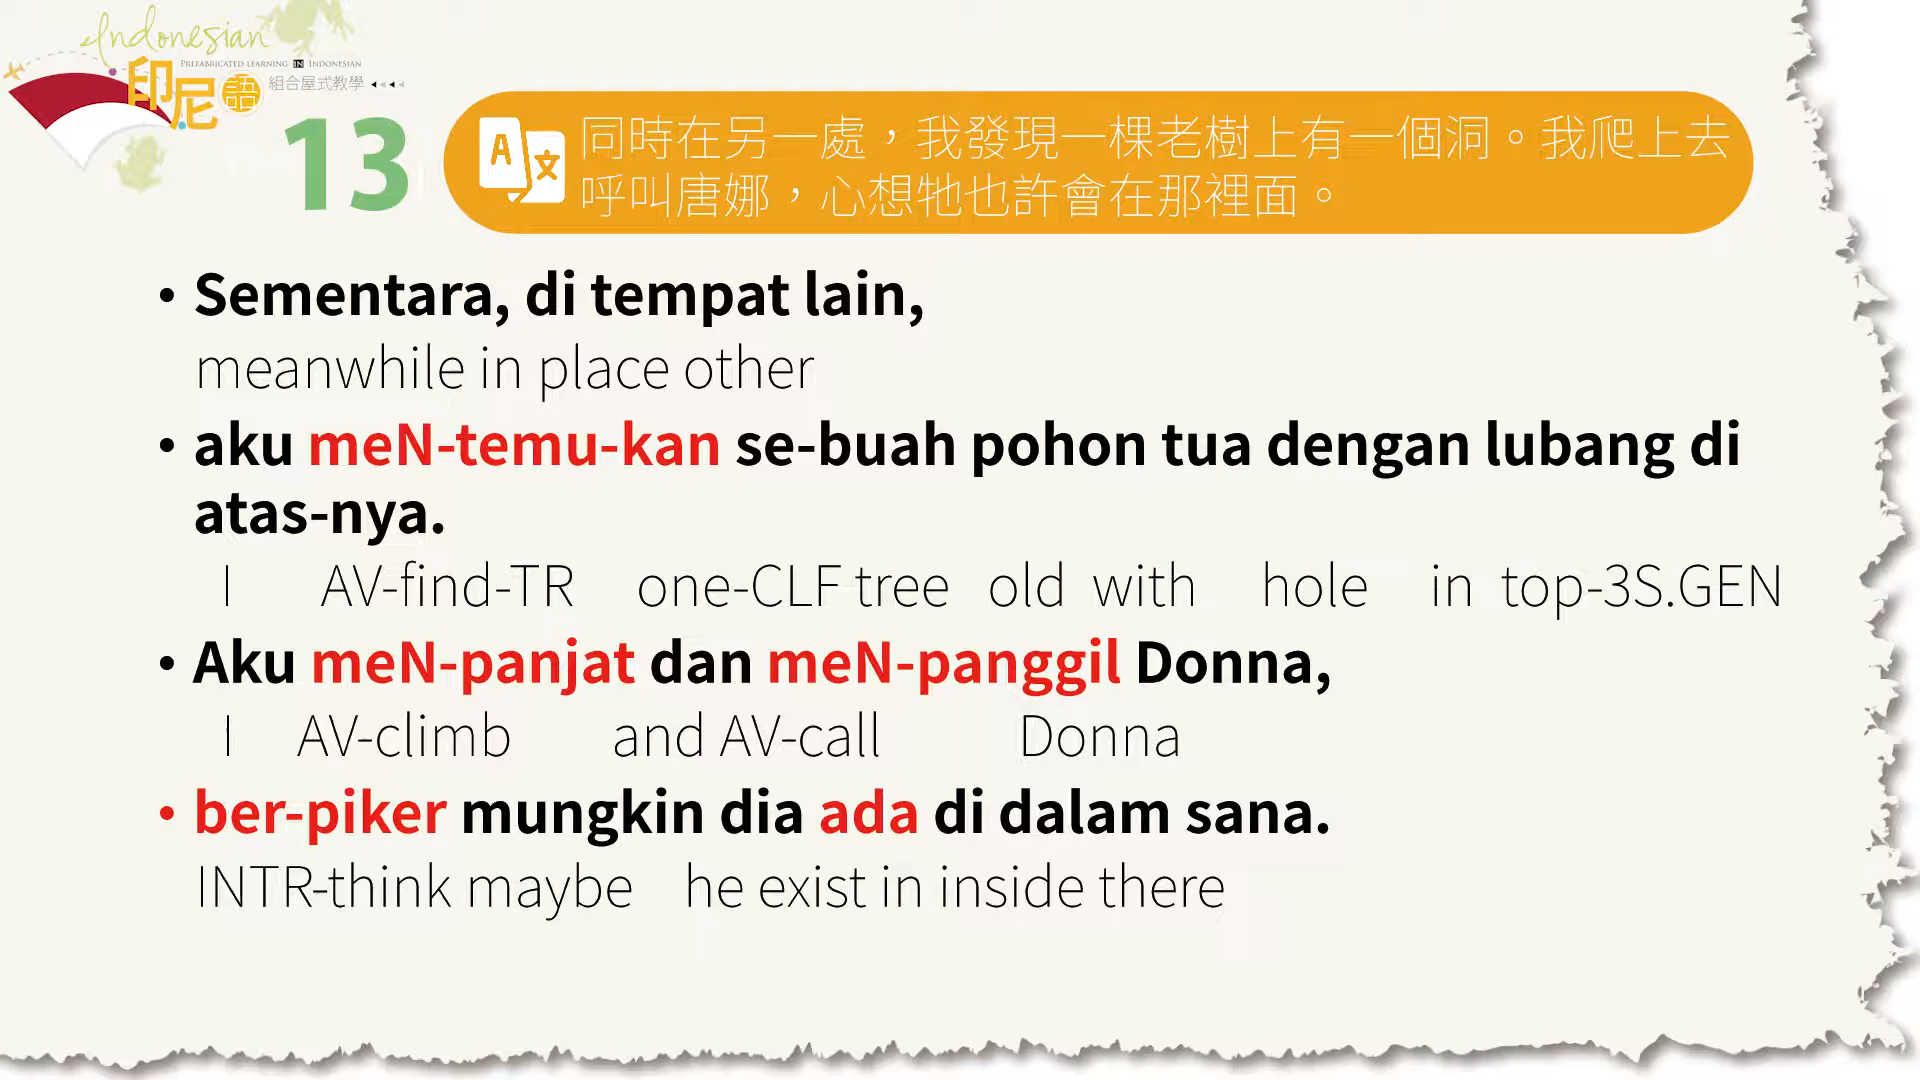 Indonesian
PREFABRICATED LEARNING IN INDONESIAN
印尼語
組合屋式教學
13
同時在另一處，我發現一棵老樹上有一個洞。我爬上去
呼叫唐娜，心想牠也許會在那裡面。
• Sementara, di tempat lain,
meanwhile in place other
• aku meN-temu-kan se-buah pohon tua dengan lubang di
atas-nya.
I AV-find-TR one-CLF tree old with hole in top-3S.GEN
• Aku meN-panjat dan meN-panggil Donna,
I AV-climb and AV-call Donna
• ber-piker mungkin dia ada di dalam sana.
INTR-think maybe he exist in inside there